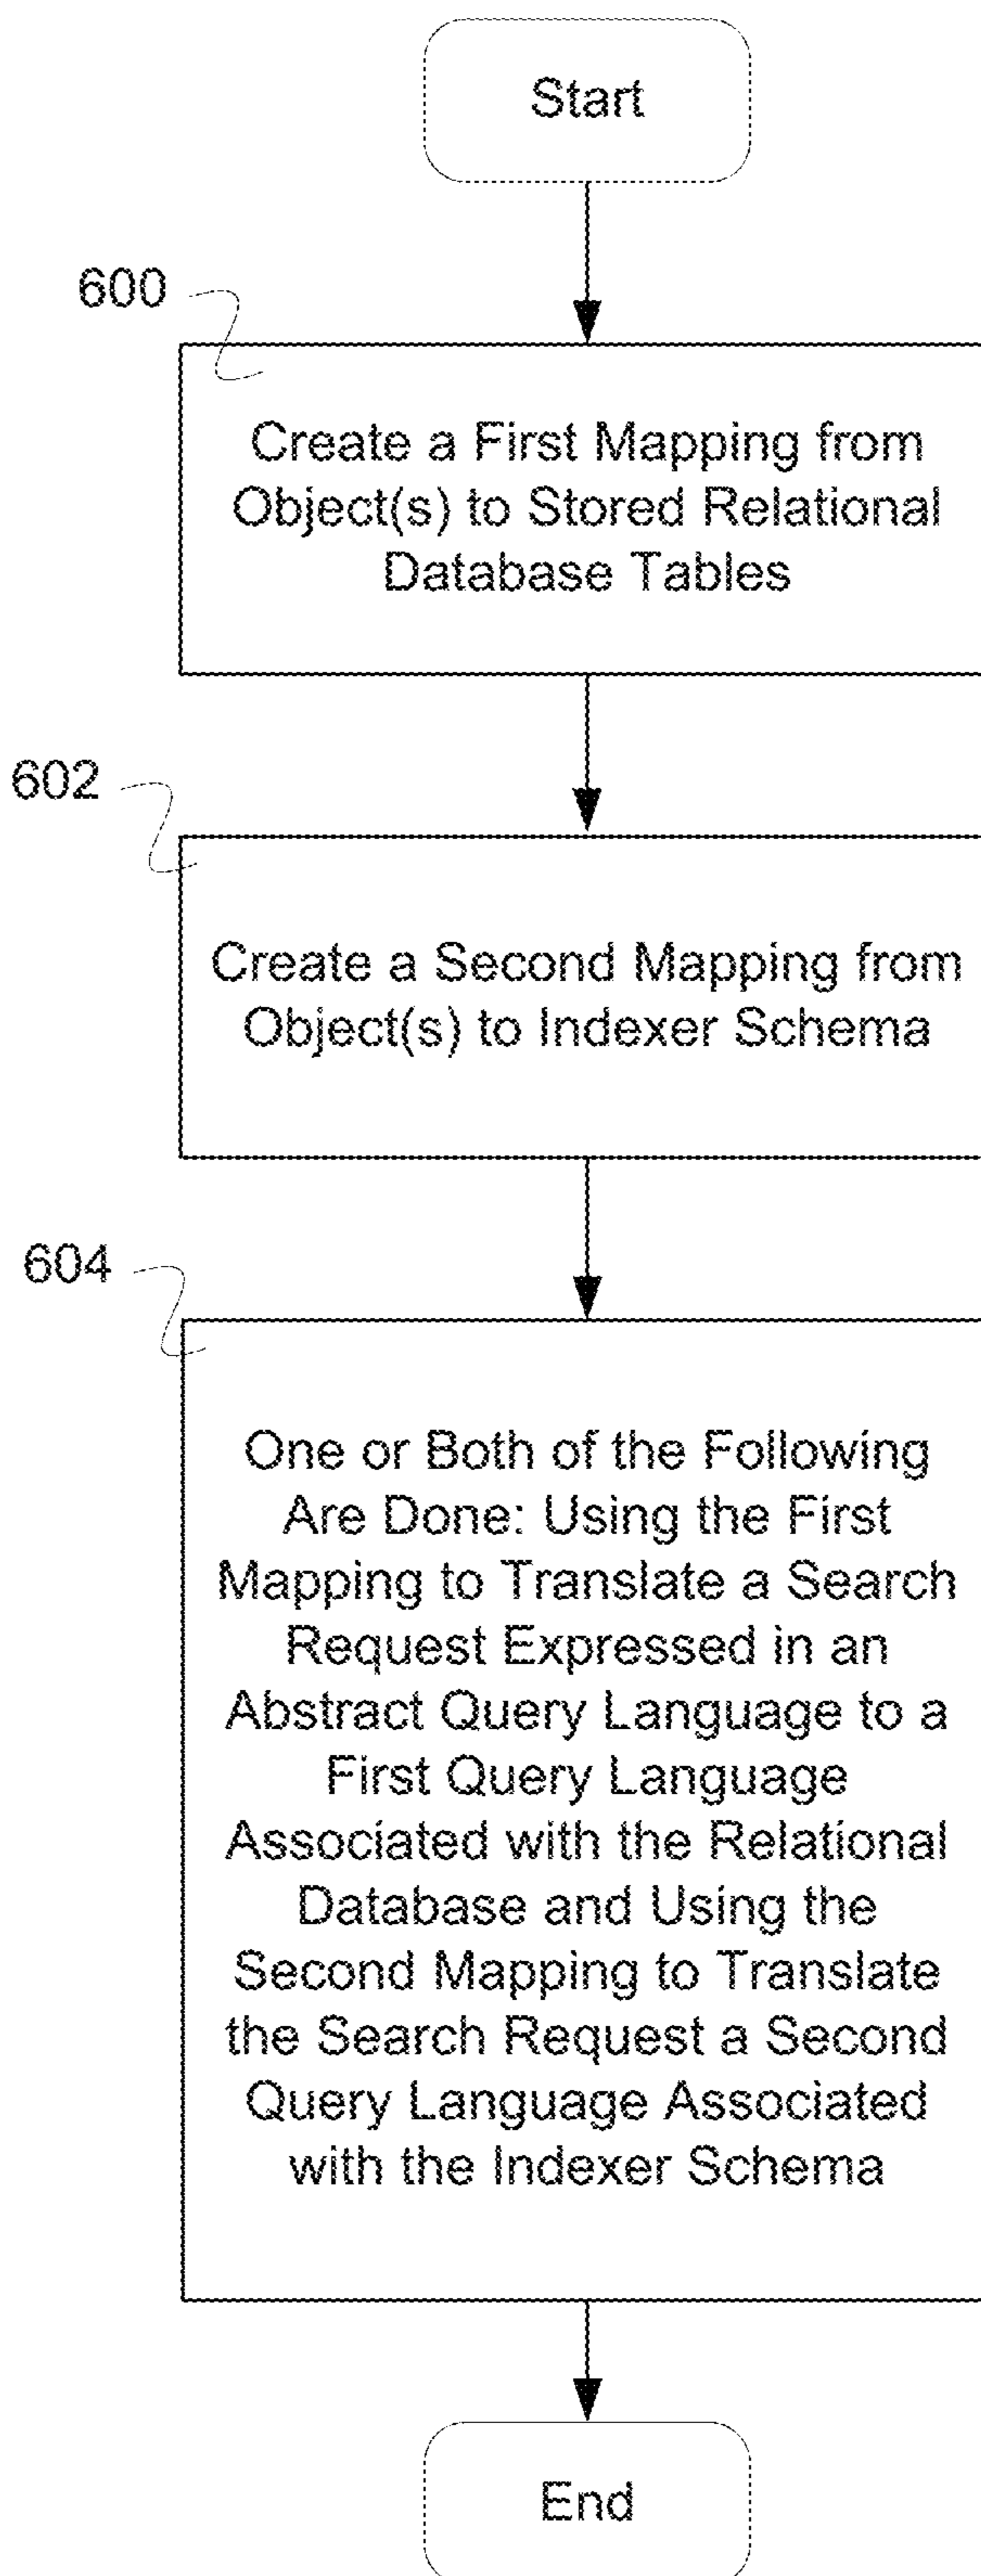 Start
600
Create a First Mapping from
Object(s) to Stored Relational
Database Tables
602
Create a Second Mapping from
Object(s) to Indexer Schema
604
One or Both of the Following
Are Done: Using the First
Mapping to Translate a Search
Request Expressed in an
Abstract Query Language to a
First Query Language
Associated with the Relational
Database and Using the
Second Mapping to Translate
the Search Request a Second
Query Language Associated
with the Indexer Schema
End